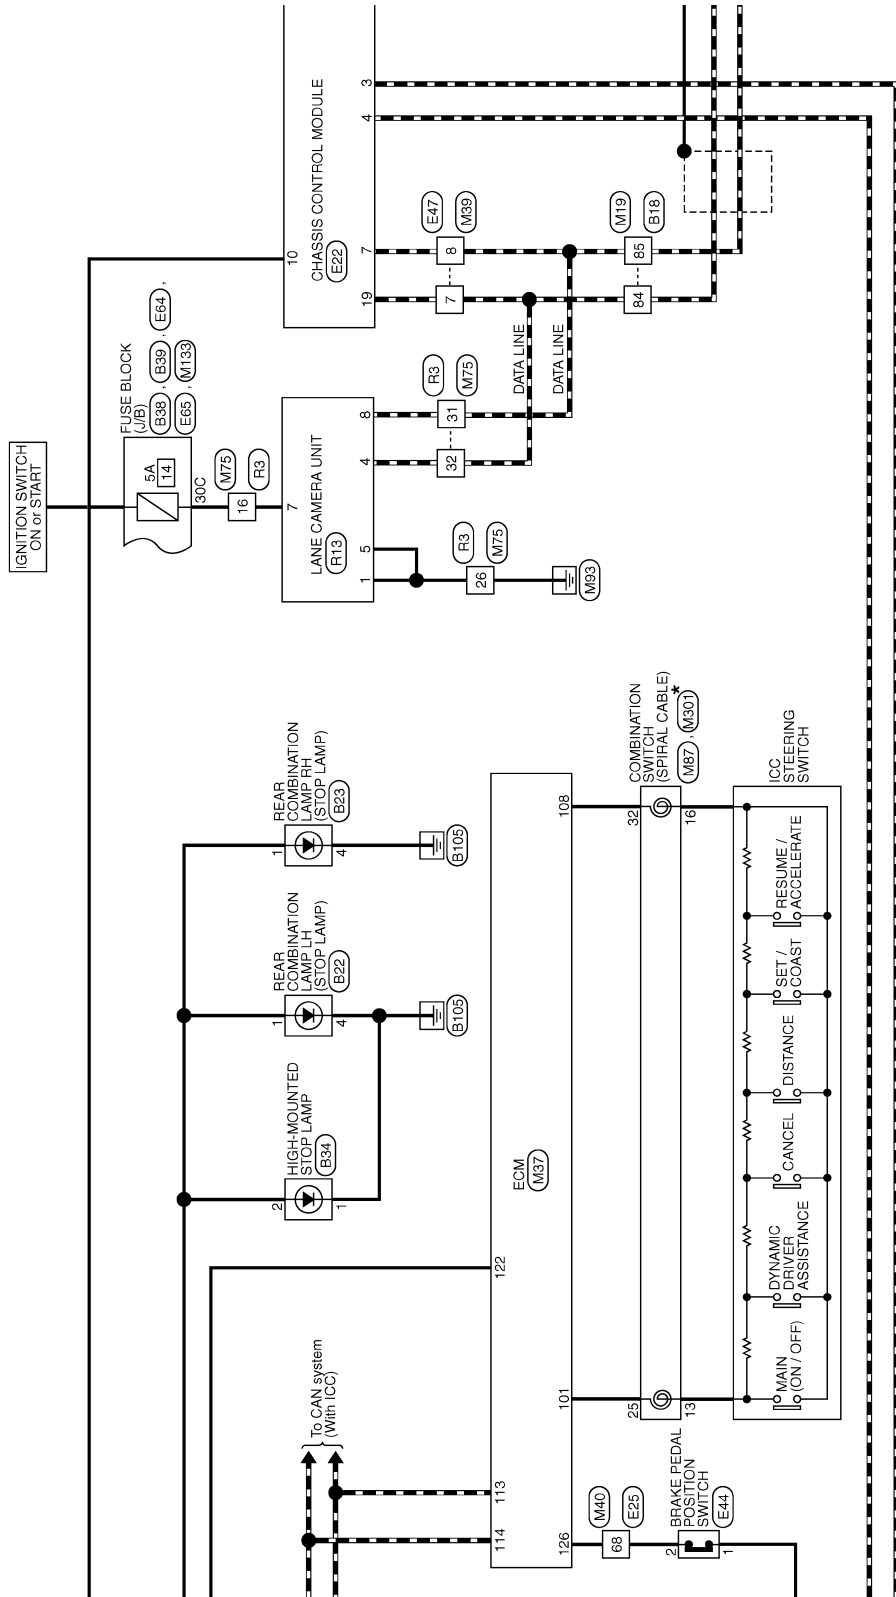 IGNITION SWITCH
ON or START
FUSE BLOCK
(J/B)
B38 , B39 , E64 ,
E65 , M133
5A
14
30C
M75
R3
16
7
LANE CAMERA UNIT
R13
8
4
5
1
R3
M75
31
32
R3
M75
26
M93
DATA LINE
DATA LINE
10
CHASSIS CONTROL MODULE
E22
3
4
7
19
E47
M39
8
7
M19
B18
85
84
REAR
COMBINATION
LAMP RH
(STOP LAMP)
B23
1
4
B105
REAR
COMBINATION
LAMP LH
(STOP LAMP)
B22
1
4
B105
HIGH-MOUNTED
STOP LAMP
B34
2
1
To CAN system
(With ICC)
ECM
M37
122
113
114
108
101
126
COMBINATION
SWITCH
(SPIRAL CABLE)
M87 , M301 *
32
16
25
13
ICC
STEERING
SWITCH
RESUME /
ACCELERATE
SET /
COAST
DISTANCE
CANCEL
DYNAMIC
DRIVER
ASSISTANCE
MAIN
(ON / OFF)
M40
E25
68
BRAKE PEDAL
POSITION
SWITCH
E44
2
1